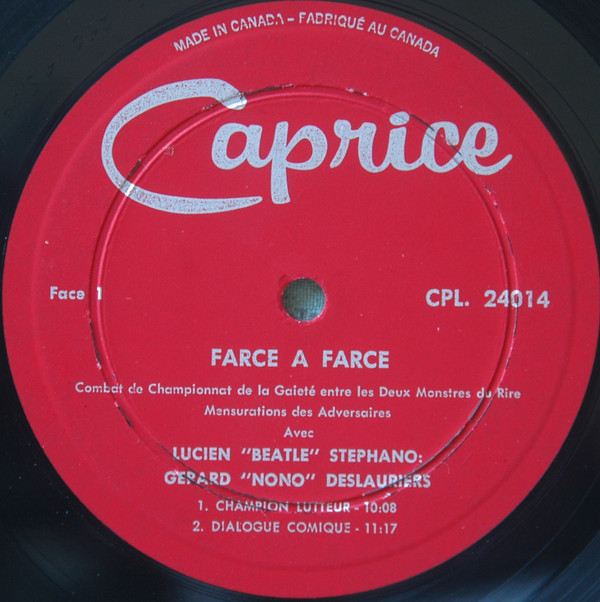 MADE IN CANADA – FABRIQUÉ AU CANADA
Caprice
Face 1
CPL. 24014
FARCE A FARCE
Combat de Championnat de la Gaieté entre les Deux Monstres du Rire
Mensurations des Adversaires
Avec
LUCIEN "BEATLE" STEPHANO:
GERARD "NONO" DESLAURIERS
1. CHAMPION LUTTEUR - 10:08
2. DIALOGUE COMIQUE - 11:17